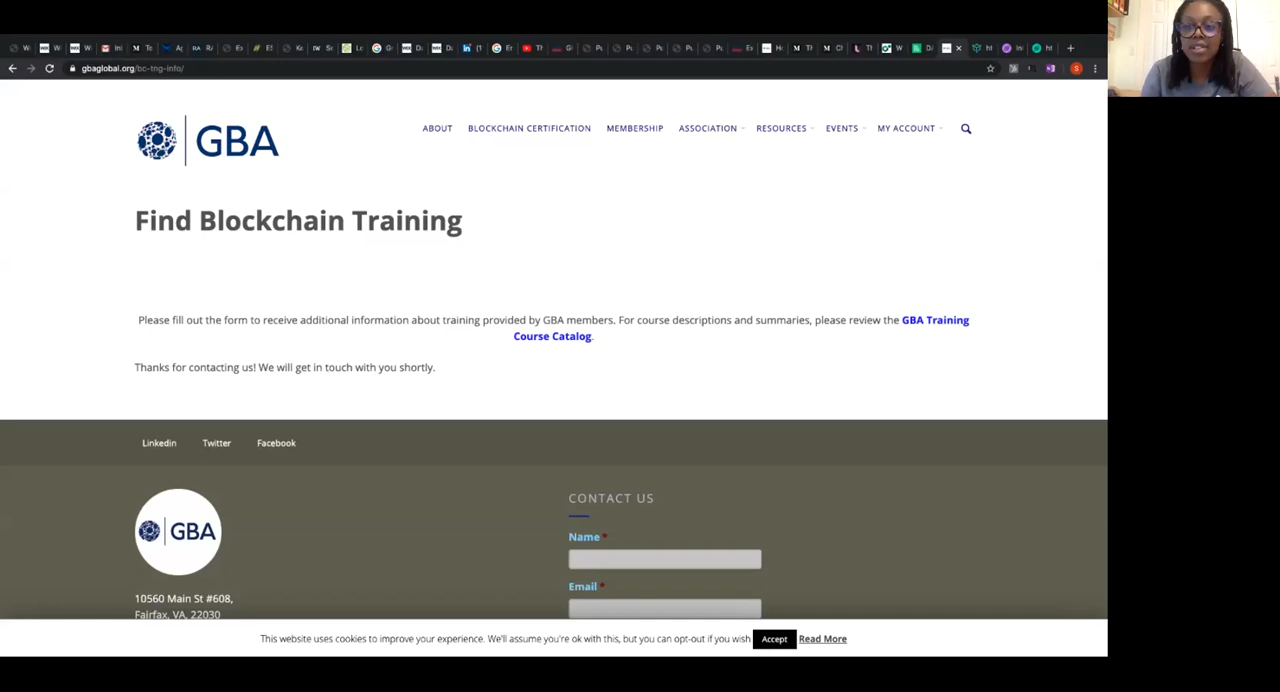 gbaglobal.org/bc-tng-info/
GBA
ABOUT BLOCKCHAIN CERTIFICATION MEMBERSHIP ASSOCIATION RESOURCES EVENTS MY ACCOUNT
Find Blockchain Training
Please fill out the form to receive additional information about training provided by GBA members. For course descriptions and summaries, please review the GBA Training
Course Catalog.
Thanks for contacting us! We will get in touch with you shortly.
Linkedin Twitter Facebook
GBA
10560 Main St #608,
Fairfax, VA, 22030
CONTACT US
Name *
Email *
This website uses cookies to improve your experience. We'll assume you're ok with this, but you can opt-out if you wish Accept Read More